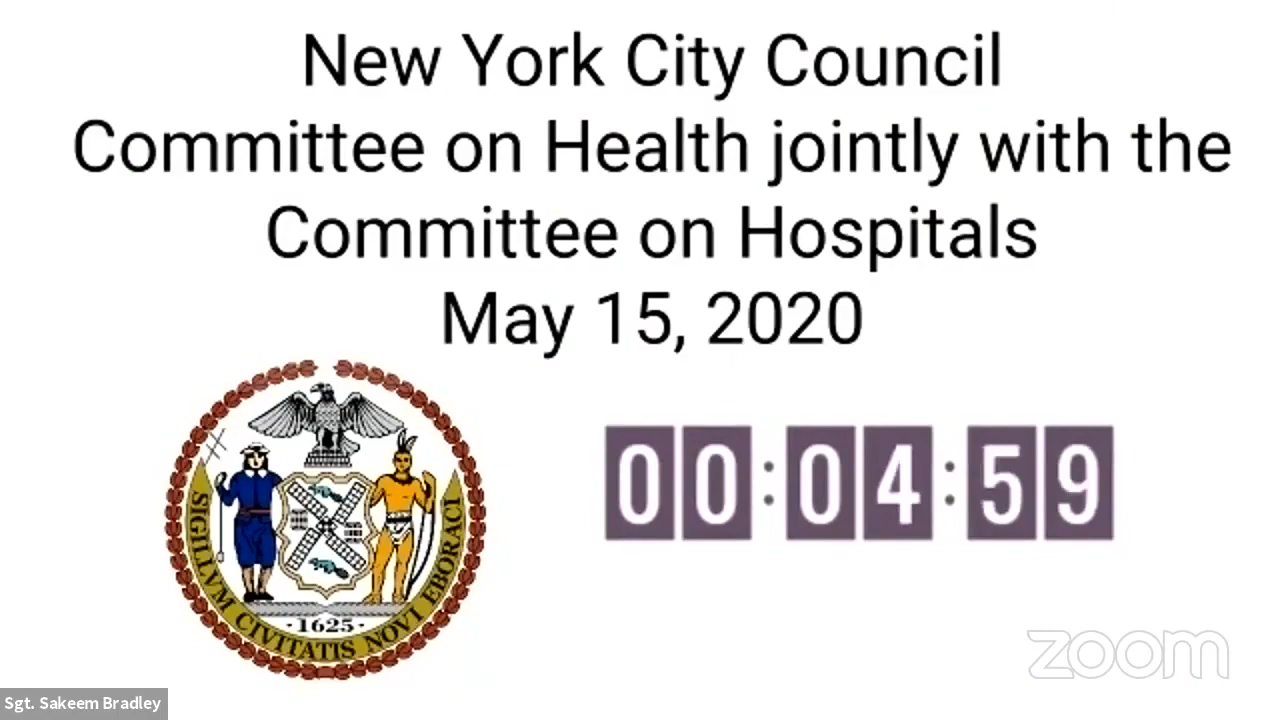 New York City Council
Committee on Health jointly with the
Committee on Hospitals
May 15, 2020
00:04:59
SIGILLVM CIVITATIS NOVI EBORACI
·1625·
zoom
Sgt. Sakeem Bradley